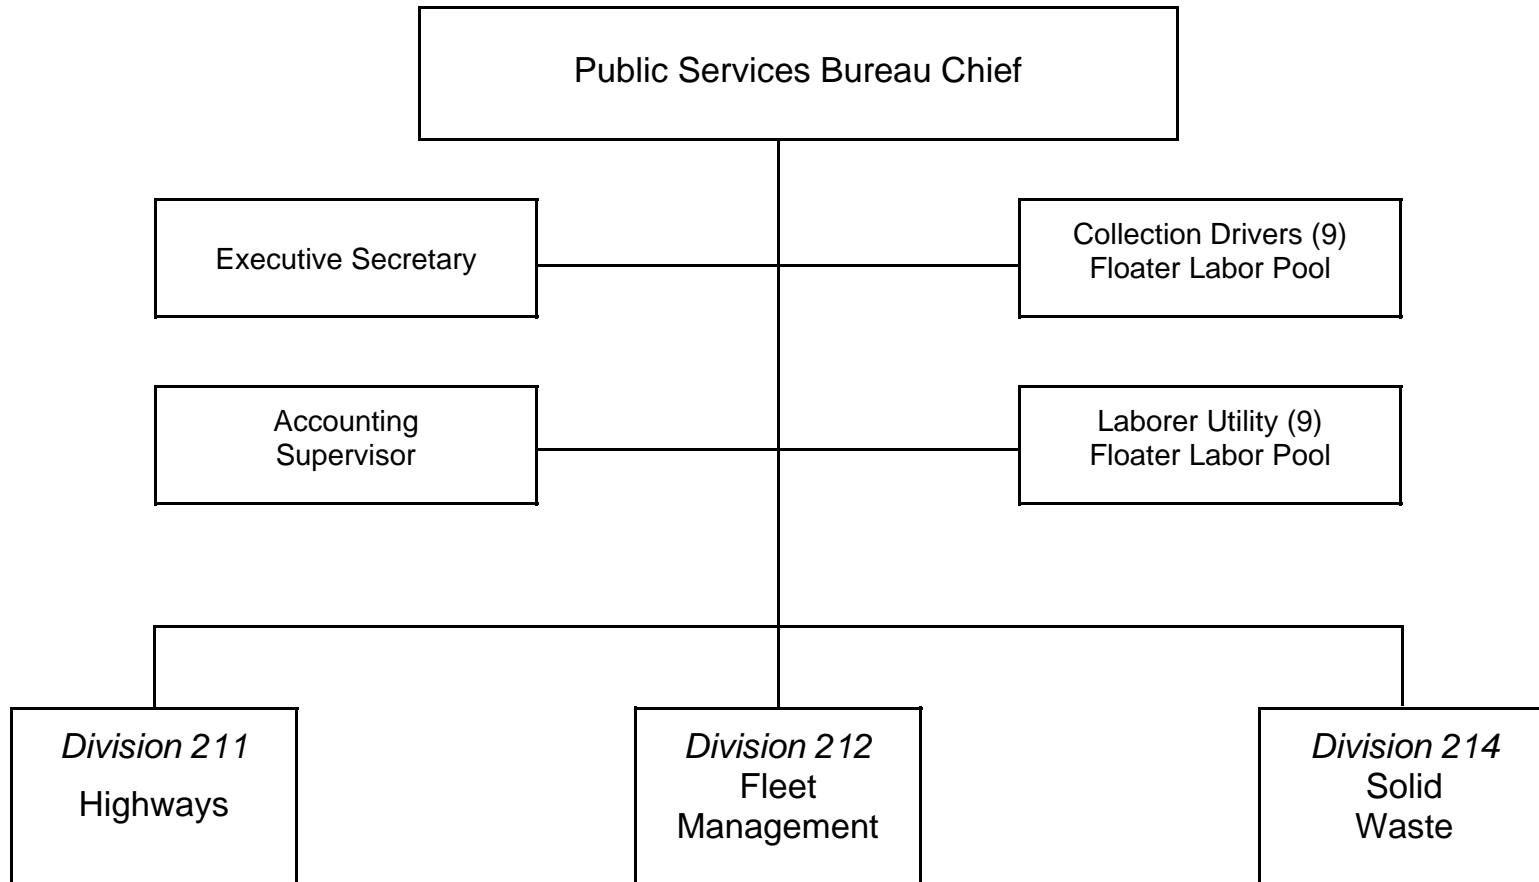 Public Services Bureau Chief
Executive Secretary
Collection Drivers (9)
Floater Labor Pool
Accounting
Supervisor
Laborer Utility (9)
Floater Labor Pool
Division 211
Highways
Division 212
Fleet
Management
Division 214
Solid
Waste